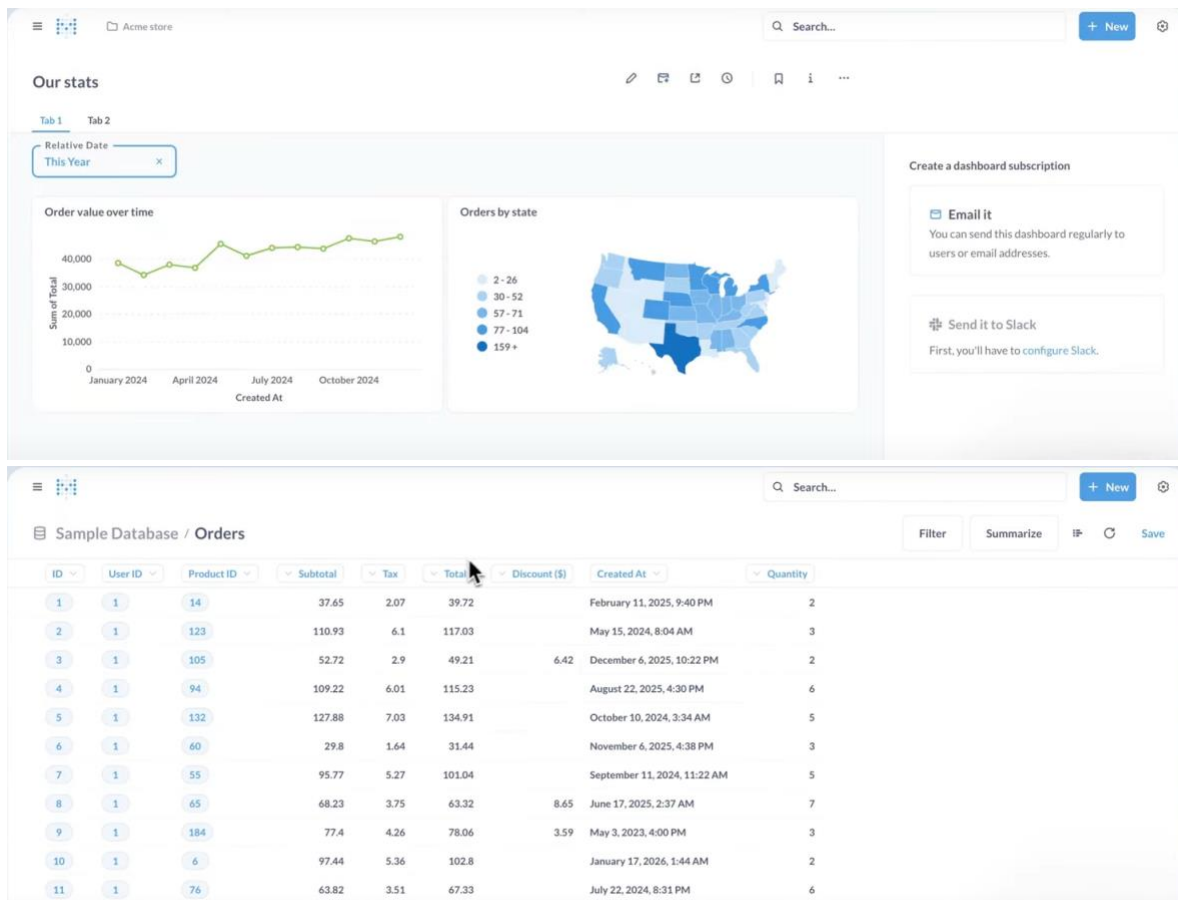 Acme store
Search...
+ New
Our stats
Tab 1 Tab 2
Relative Date
This Year
Order value over time
Sum of Total
40,000
30,000
20,000
10,000
0
January 2024 April 2024 July 2024 October 2024
Created At
Orders by state
2 - 26
30 - 52
57 - 71
77 - 104
159 +
Create a dashboard subscription
Email it
You can send this dashboard regularly to
users or email addresses.
Send it to Slack
First, you'll have to configure Slack.
Search...
+ New
Sample Database / Orders
Filter Summarize Save
ID User ID Product ID Subtotal Tax Total Discount ($) Created At Quantity
1 1 14 37.65 2.07 39.72 February 11, 2025, 9:40 PM 2
2 1 123 110.93 6.1 117.03 May 15, 2024, 8:04 AM 3
3 1 105 52.72 2.9 49.21 6.42 December 6, 2025, 10:22 PM 2
4 1 94 109.22 6.01 115.23 August 22, 2025, 4:30 PM 6
5 1 132 127.88 7.03 134.91 October 10, 2024, 3:34 AM 5
6 1 60 29.8 1.64 31.44 November 6, 2025, 4:38 PM 3
7 1 55 95.77 5.27 101.04 September 11, 2024, 11:22 AM 5
8 1 65 68.23 3.75 63.32 8.65 June 17, 2025, 2:37 AM 7
9 1 184 77.4 4.26 78.06 3.59 May 3, 2023, 4:00 PM 3
10 1 6 97.44 5.36 102.8 January 17, 2026, 1:44 AM 2
11 1 76 63.82 3.51 67.33 July 22, 2024, 8:31 PM 6